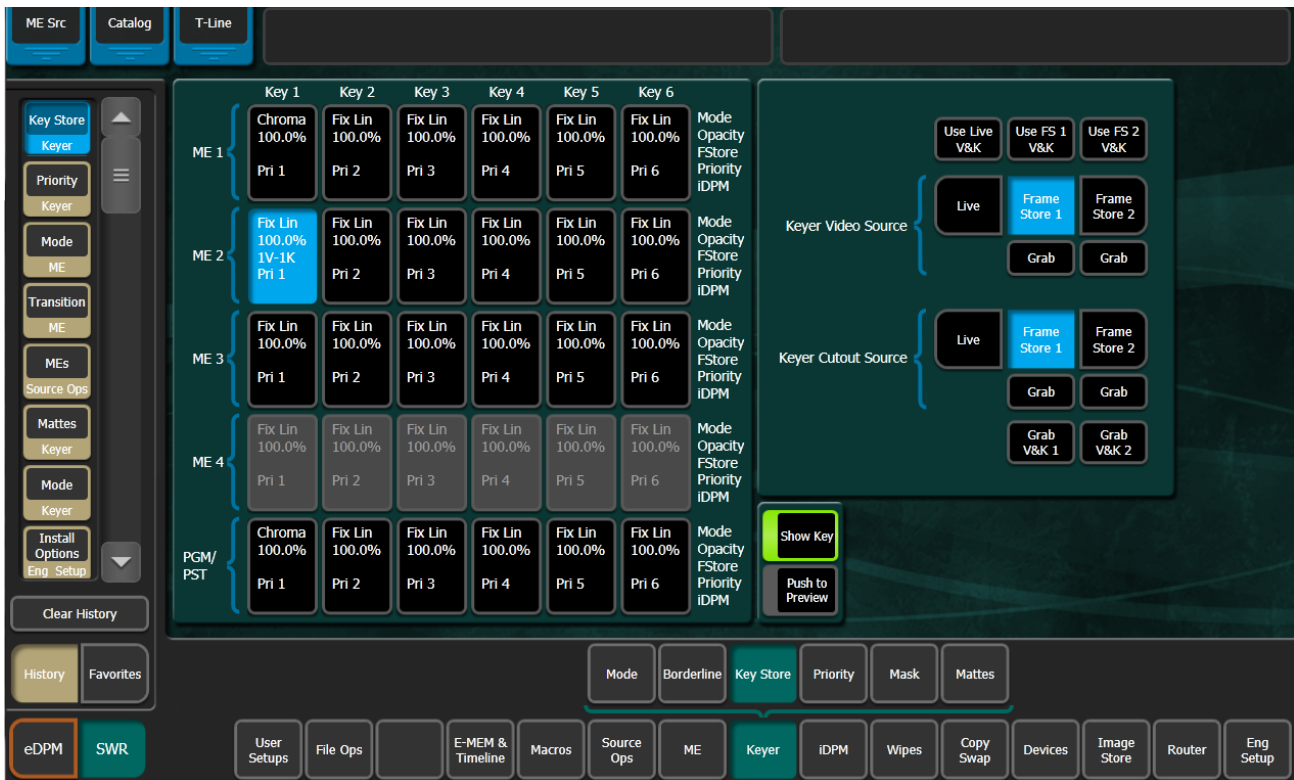 ME Src
Catalog
T-Line
Key Store
Keyer
Priority
Keyer
Mode
ME
Transition
ME
MEs
Source Ops
Mattes
Keyer
Mode
Keyer
Install
Options
Eng Setup
Clear History
History
Favorites
eDPM
SWR
Key 1 Key 2 Key 3 Key 4 Key 5 Key 6
ME 1
Chroma Fix Lin Fix Lin Fix Lin Fix Lin Fix Lin Mode
100.0% 100.0% 100.0% 100.0% 100.0% 100.0% Opacity
FStore
Pri 1 Pri 2 Pri 3 Pri 4 Pri 5 Pri 6 Priority
iDPM
ME 2
Fix Lin Fix Lin Fix Lin Fix Lin Fix Lin Fix Lin Mode
100.0% 100.0% 100.0% 100.0% 100.0% 100.0% Opacity
1V-1K FStore
Pri 1 Pri 2 Pri 3 Pri 4 Pri 5 Pri 6 Priority
iDPM
ME 3
Fix Lin Fix Lin Fix Lin Fix Lin Fix Lin Fix Lin Mode
100.0% 100.0% 100.0% 100.0% 100.0% 100.0% Opacity
FStore
Pri 1 Pri 2 Pri 3 Pri 4 Pri 5 Pri 6 Priority
iDPM
ME 4
Fix Lin Fix Lin Fix Lin Fix Lin Fix Lin Fix Lin Mode
100.0% 100.0% 100.0% 100.0% 100.0% 100.0% Opacity
FStore
Pri 1 Pri 2 Pri 3 Pri 4 Pri 5 Pri 6 Priority
iDPM
PGM/
PST
Chroma Fix Lin Fix Lin Fix Lin Fix Lin Fix Lin Mode
100.0% 100.0% 100.0% 100.0% 100.0% 100.0% Opacity
FStore
Pri 1 Pri 2 Pri 3 Pri 4 Pri 5 Pri 6 Priority
iDPM
Use Live
V&K
Use FS 1
V&K
Use FS 2
V&K
Keyer Video Source
Live
Frame
Store 1
Frame
Store 2
Grab
Grab
Keyer Cutout Source
Live
Frame
Store 1
Frame
Store 2
Grab
Grab
Grab
V&K 1
Grab
V&K 2
Show Key
Push to
Preview
Mode
Borderline
Key Store
Priority
Mask
Mattes
User
Setups
File Ops
E-MEM &
Timeline
Macros
Source
Ops
ME
Keyer
iDPM
Wipes
Copy
Swap
Devices
Image
Store
Router
Eng
Setup